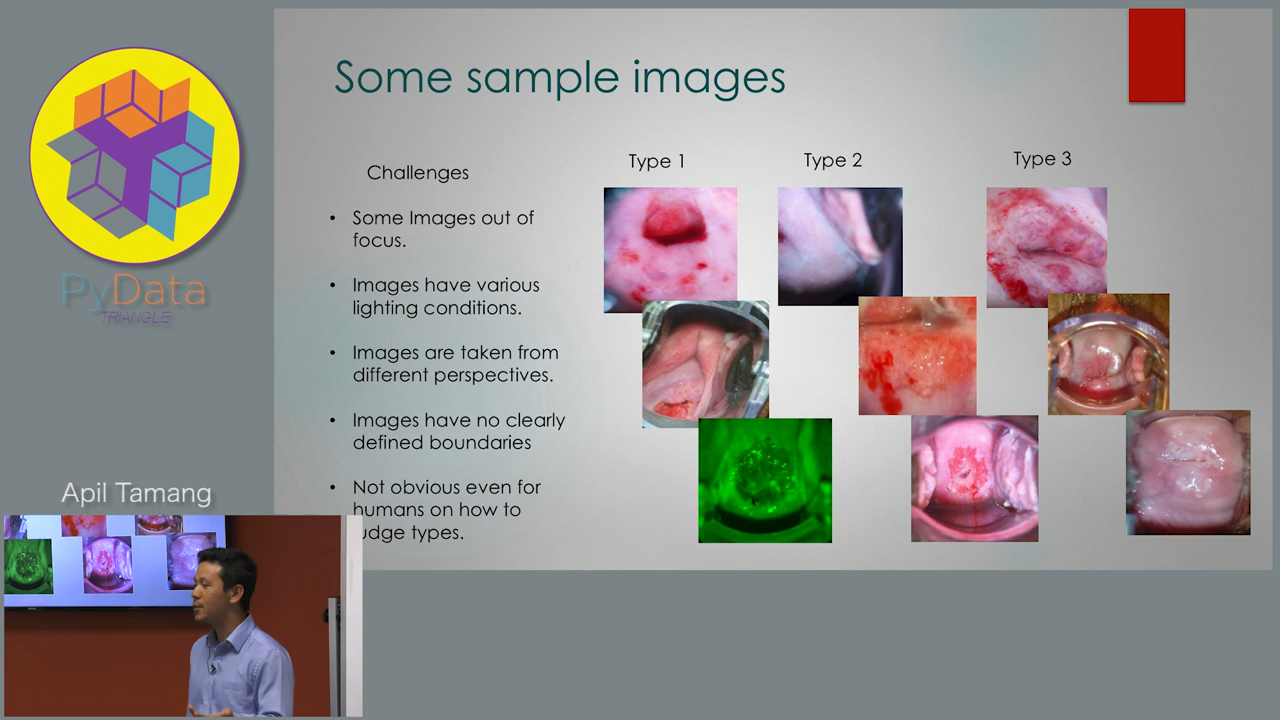 Some sample images
Challenges
• Some Images out of
focus.
• Images have various
lighting conditions.
• Images are taken from
different perspectives.
• Images have no clearly
defined boundaries
• Not obvious even for
humans on how to
udge types.
Type 1
Type 2
Type 3
PyData
TRIANGLE
Apil Tamang